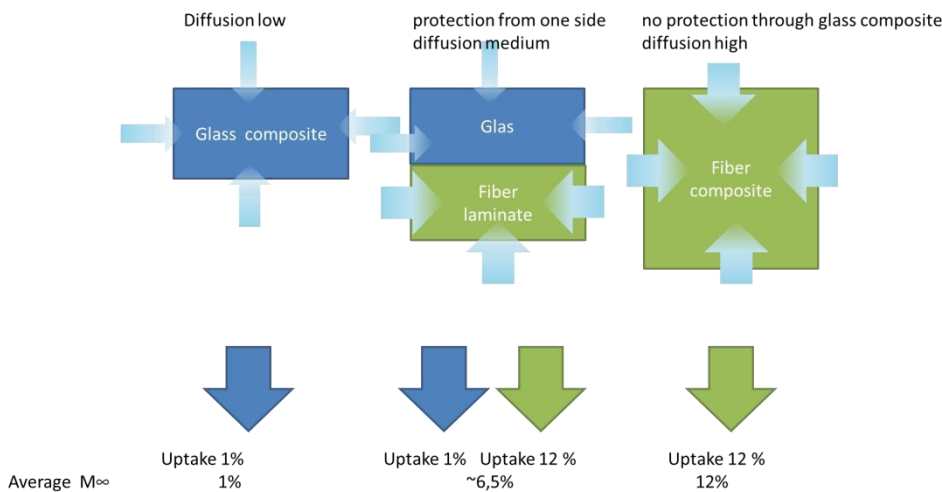 Diffusion low
protection from one side
diffusion medium
no protection through glass composite
diffusion high
Glass composite
Glas
Fiber
laminate
Fiber
composite
Uptake 1% Uptake 1% Uptake 12 % Uptake 12 %
Average M∞ 1% ~6,5% 12%